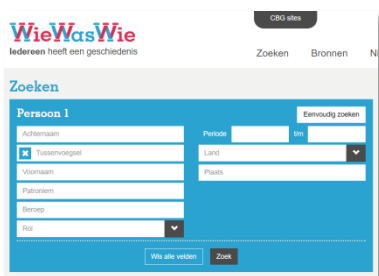 CBG sites
WieWasWie
Iedereen heeft een geschiedenis
Zoeken Bronnen Ni
Zoeken
Persoon 1
Eenvoudig zoeken
Achternaam
Periode t/m
Tussenvoegsel
Land
Voornaam
Plaats
Patroniem
Beroep
Rol
Wis alle velden Zoek